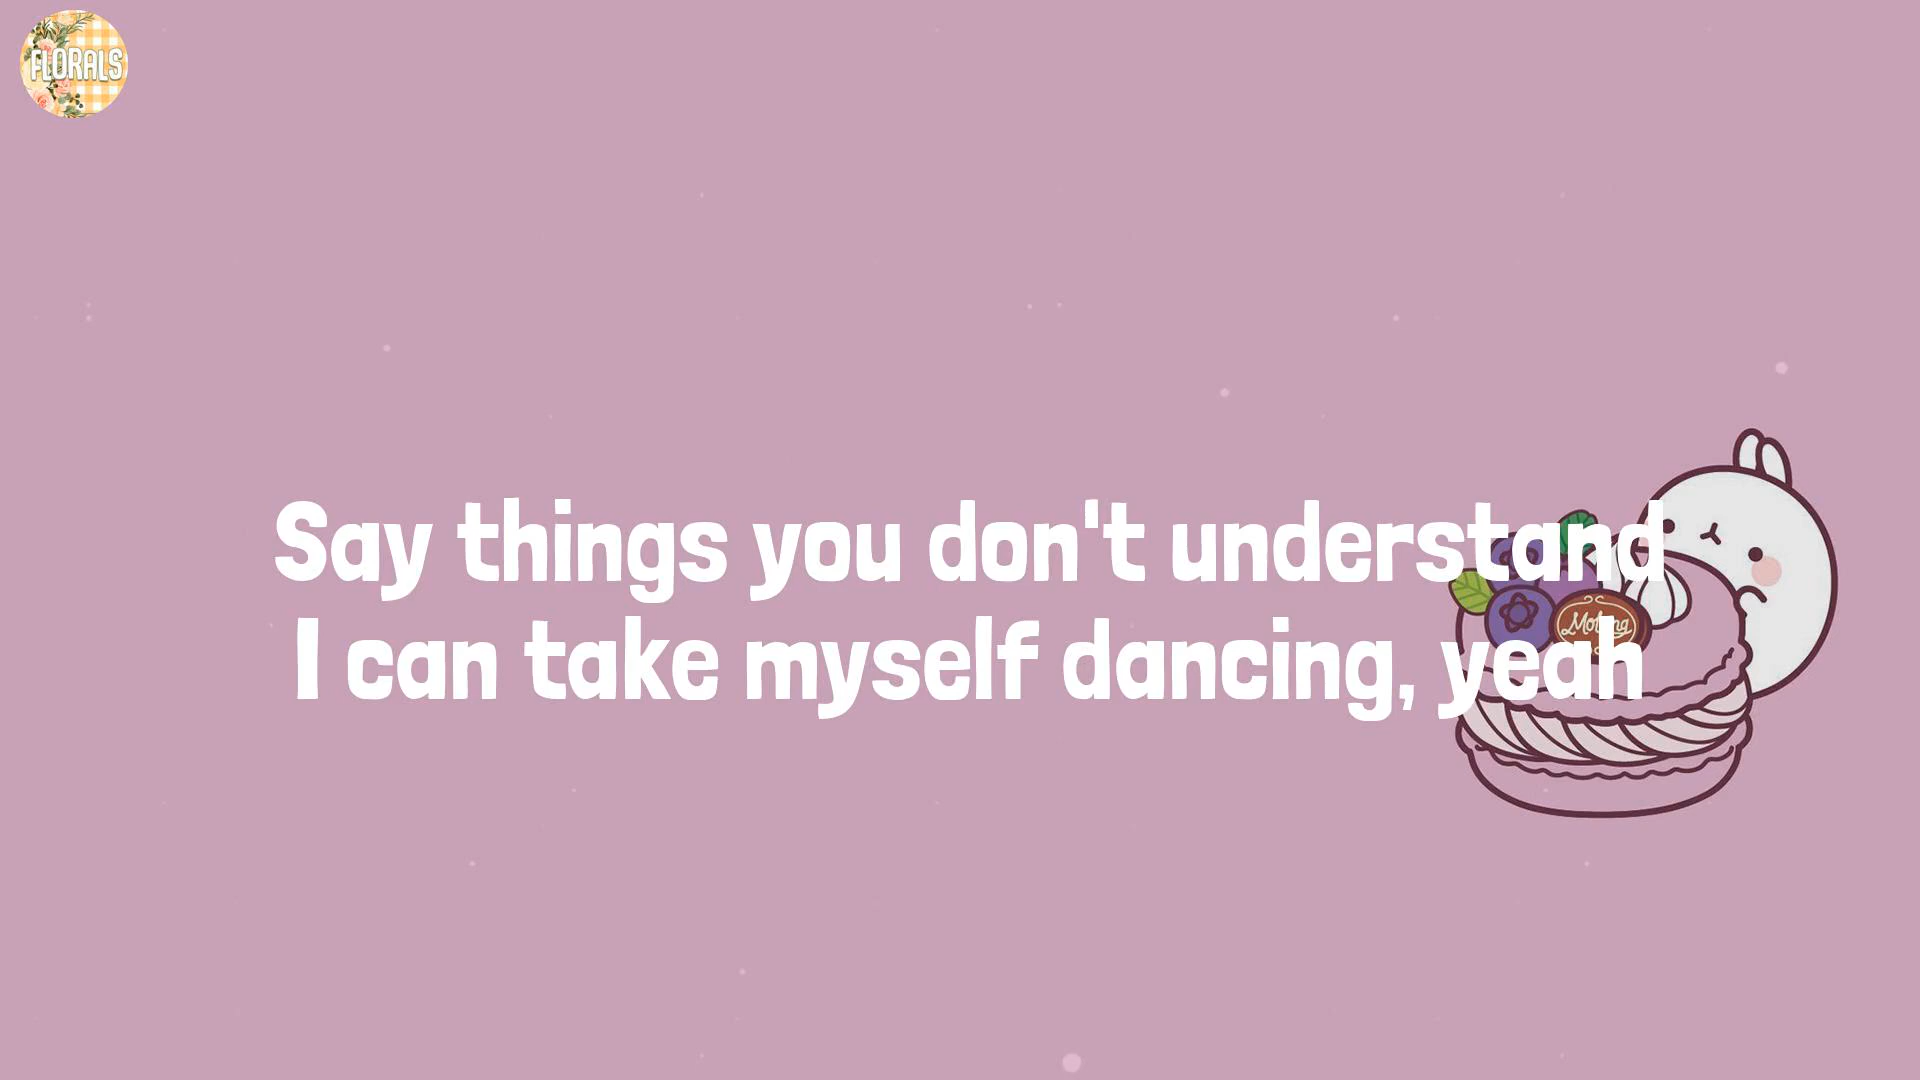 FLORALS
Say things you don't understand
I can take myself dancing, yeah
Molang